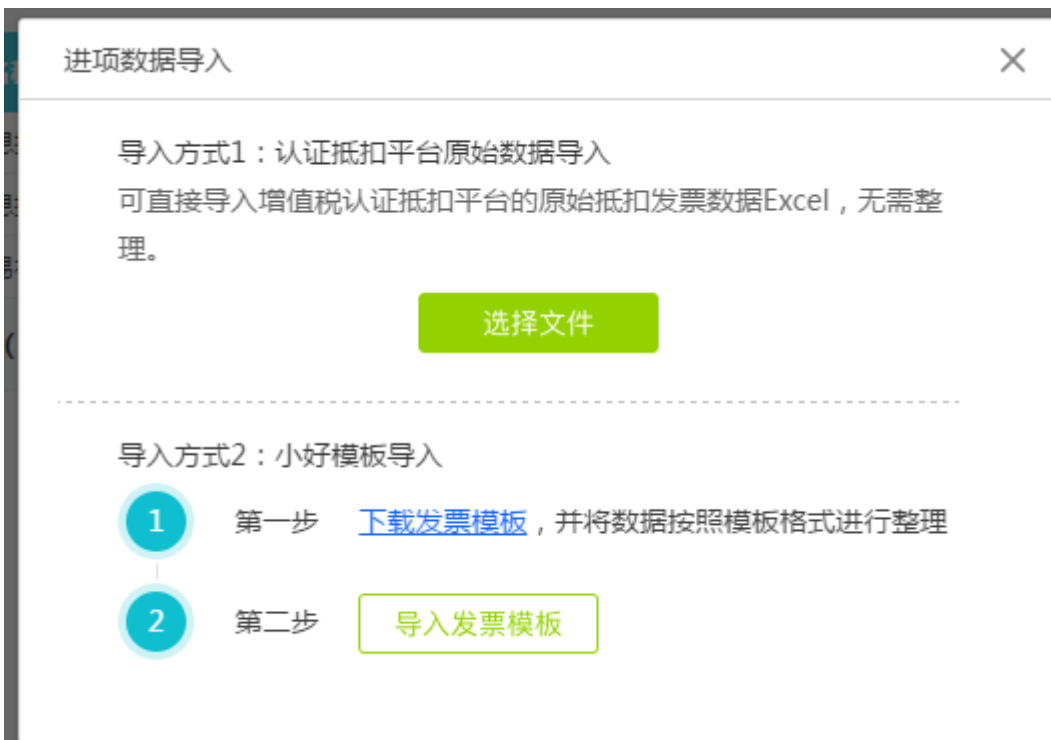 进项数据导入
导入方式1：认证抵扣平台原始数据导入
可直接导入增值税认证抵扣平台的原始抵扣发票数据Excel，无需整
理。
选择文件
导入方式2：小好模板导入
1 第一步 下载发票模板，并将数据按照模板格式进行整理
2 第二步 导入发票模板